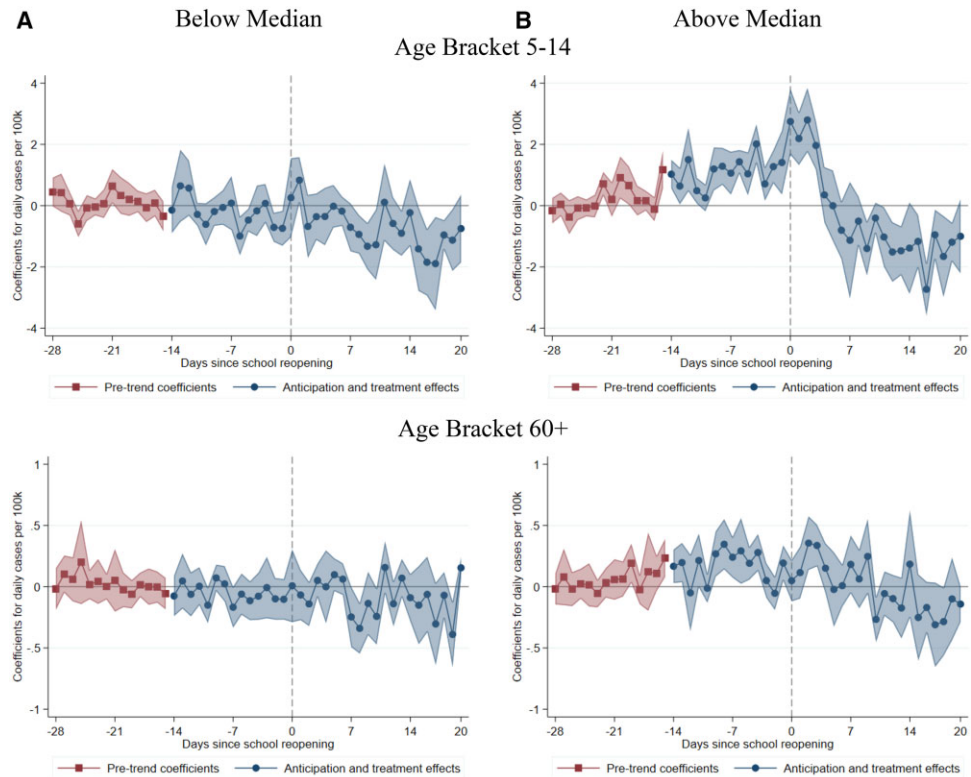 A Below Median B Above Median
Age Bracket 5-14
Coefficients for daily cases per 100k
4
2
0
-2
-4
-28 -21 -14 -7 0 7 14 20
Days since school reopening
Pre-trend coefficients Anticipation and treatment effects
Coefficients for daily cases per 100k
4
2
0
-2
-4
-28 -21 -14 -7 0 7 14 20
Days since school reopening
Pre-trend coefficients Anticipation and treatment effects
Age Bracket 60+
Coefficients for daily cases per 100k
1
.5
0
-.5
-1
-28 -21 -14 -7 0 7 14 20
Days since school reopening
Pre-trend coefficients Anticipation and treatment effects
Coefficients for daily cases per 100k
1
.5
0
-.5
-1
-28 -21 -14 -7 0 7 14 20
Days since school reopening
Pre-trend coefficients Anticipation and treatment effects